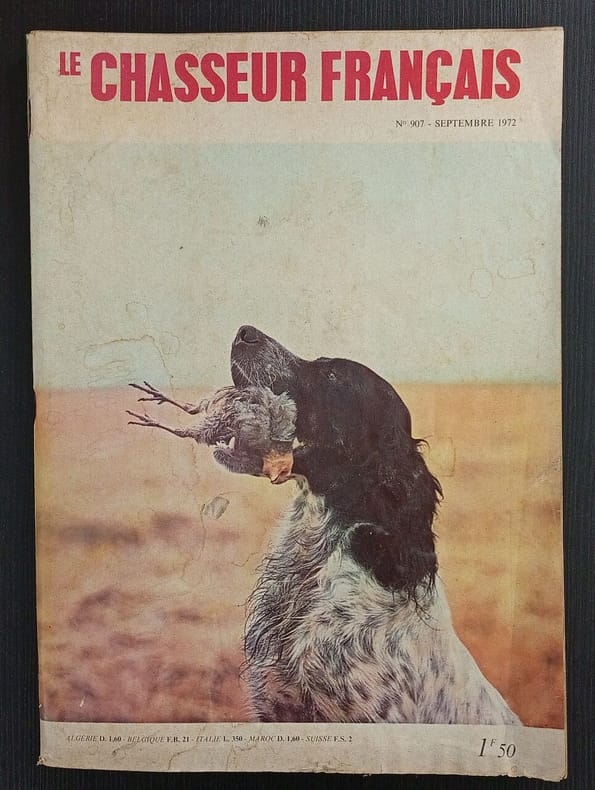 LE CHASSEUR FRANÇAIS
Nº 907 - SEPTEMBRE 1972
ALGÉRIE D. 1,60 - BELGIQUE F.B. 21 - ITALIE L. 350 - MAROC D. 1,60 - SUISSE F.S. 2
1F 50